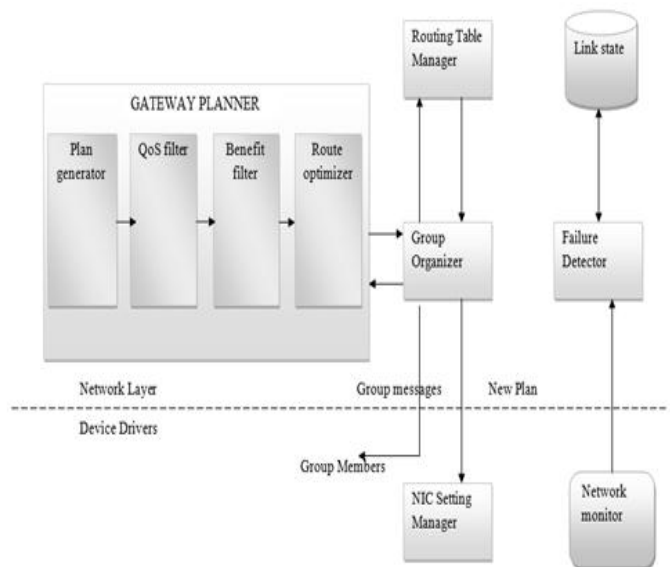 Routing Table
Manager
Link state
GATEWAY PLANNER
Plan
generator
QoS filter
Benefit
filter
Route
optimizer
Group
Organizer
Failure
Detector
Network Layer
Group messages
New Plan
Device Drivers
Group Members
NIC Setting
Manager
Network
monitor